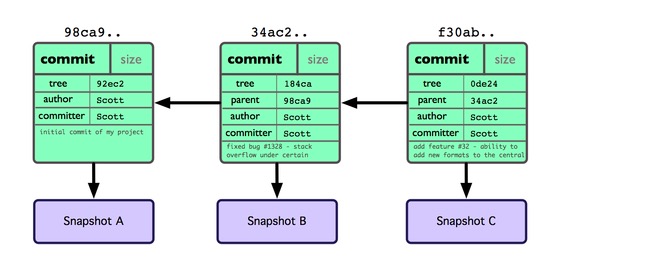 98ca9..
commit size
tree 92ec2
author Scott
committer Scott
initial commit of my project
Snapshot A
34ac2..
commit size
tree 184ca
parent 98ca9
author Scott
committer Scott
fixed bug #1328 - stack
overflow under certain
Snapshot B
f30ab..
commit size
tree 0de24
parent 34ac2
author Scott
committer Scott
add feature #32 - ability to
add new formats to the central
Snapshot C